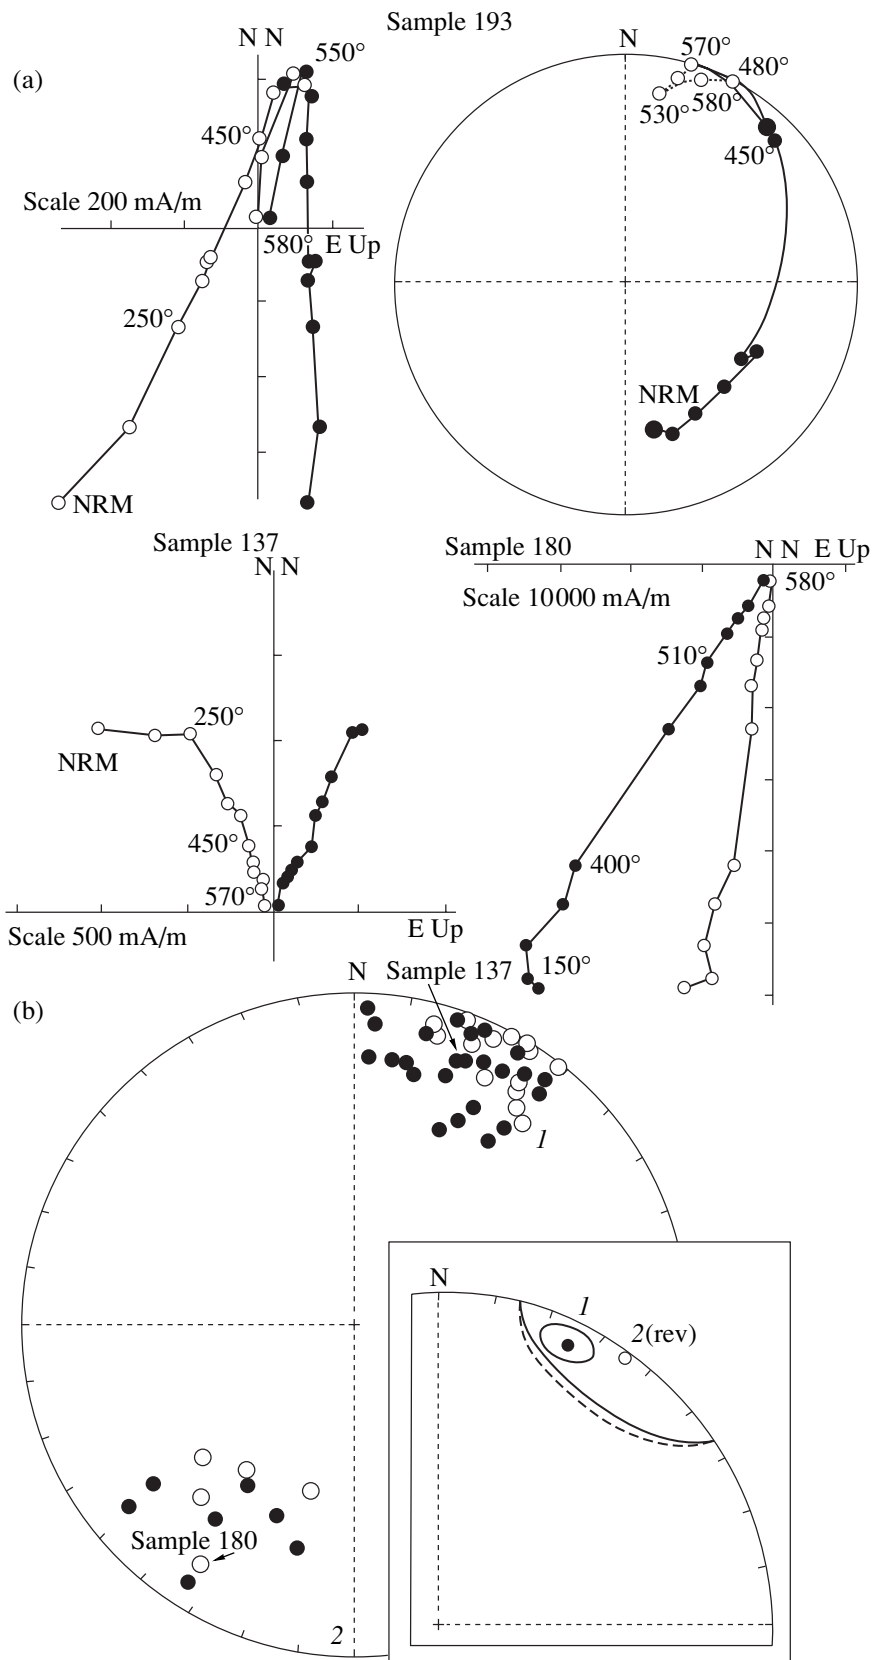 Sample 193
(a)
N N
550°
450°
Scale 200 mA/m
580° E Up
250°
NRM
N
570°
480°
530°
580°
450°
NRM
Sample 137
N N
250°
NRM
450°
570°
E Up
Scale 500 mA/m
Sample 180
N N E Up
580°
Scale 10000 mA/m
510°
400°
150°
(b)
N
Sample 137
1
Sample 180
2
N
1
2(rev)